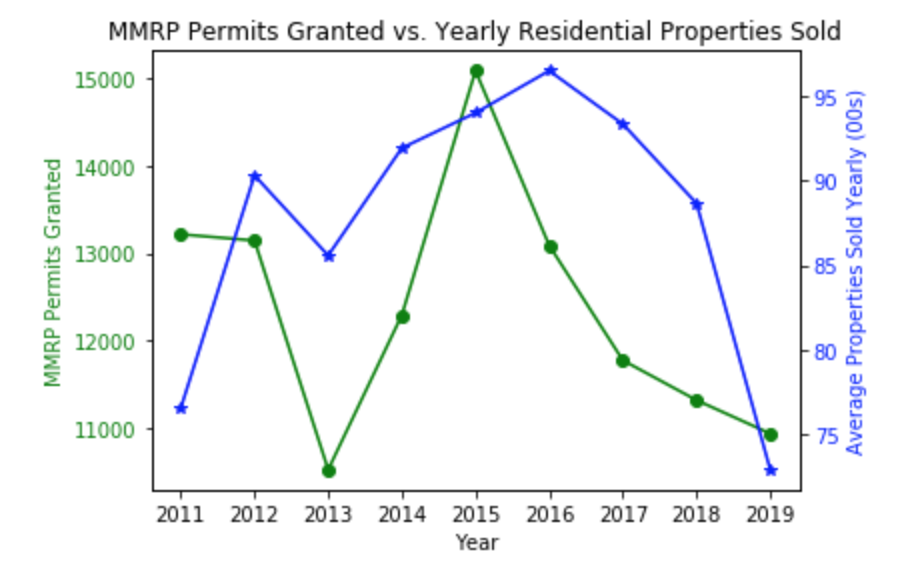 MMRP Permits Granted vs. Yearly Residential Properties Sold
MMRP Permits Granted
15000
14000
13000
12000
11000
95
90
85
80
75
Average Properties Sold Yearly (00s)
2011 2012 2013 2014 2015 2016 2017 2018 2019
Year